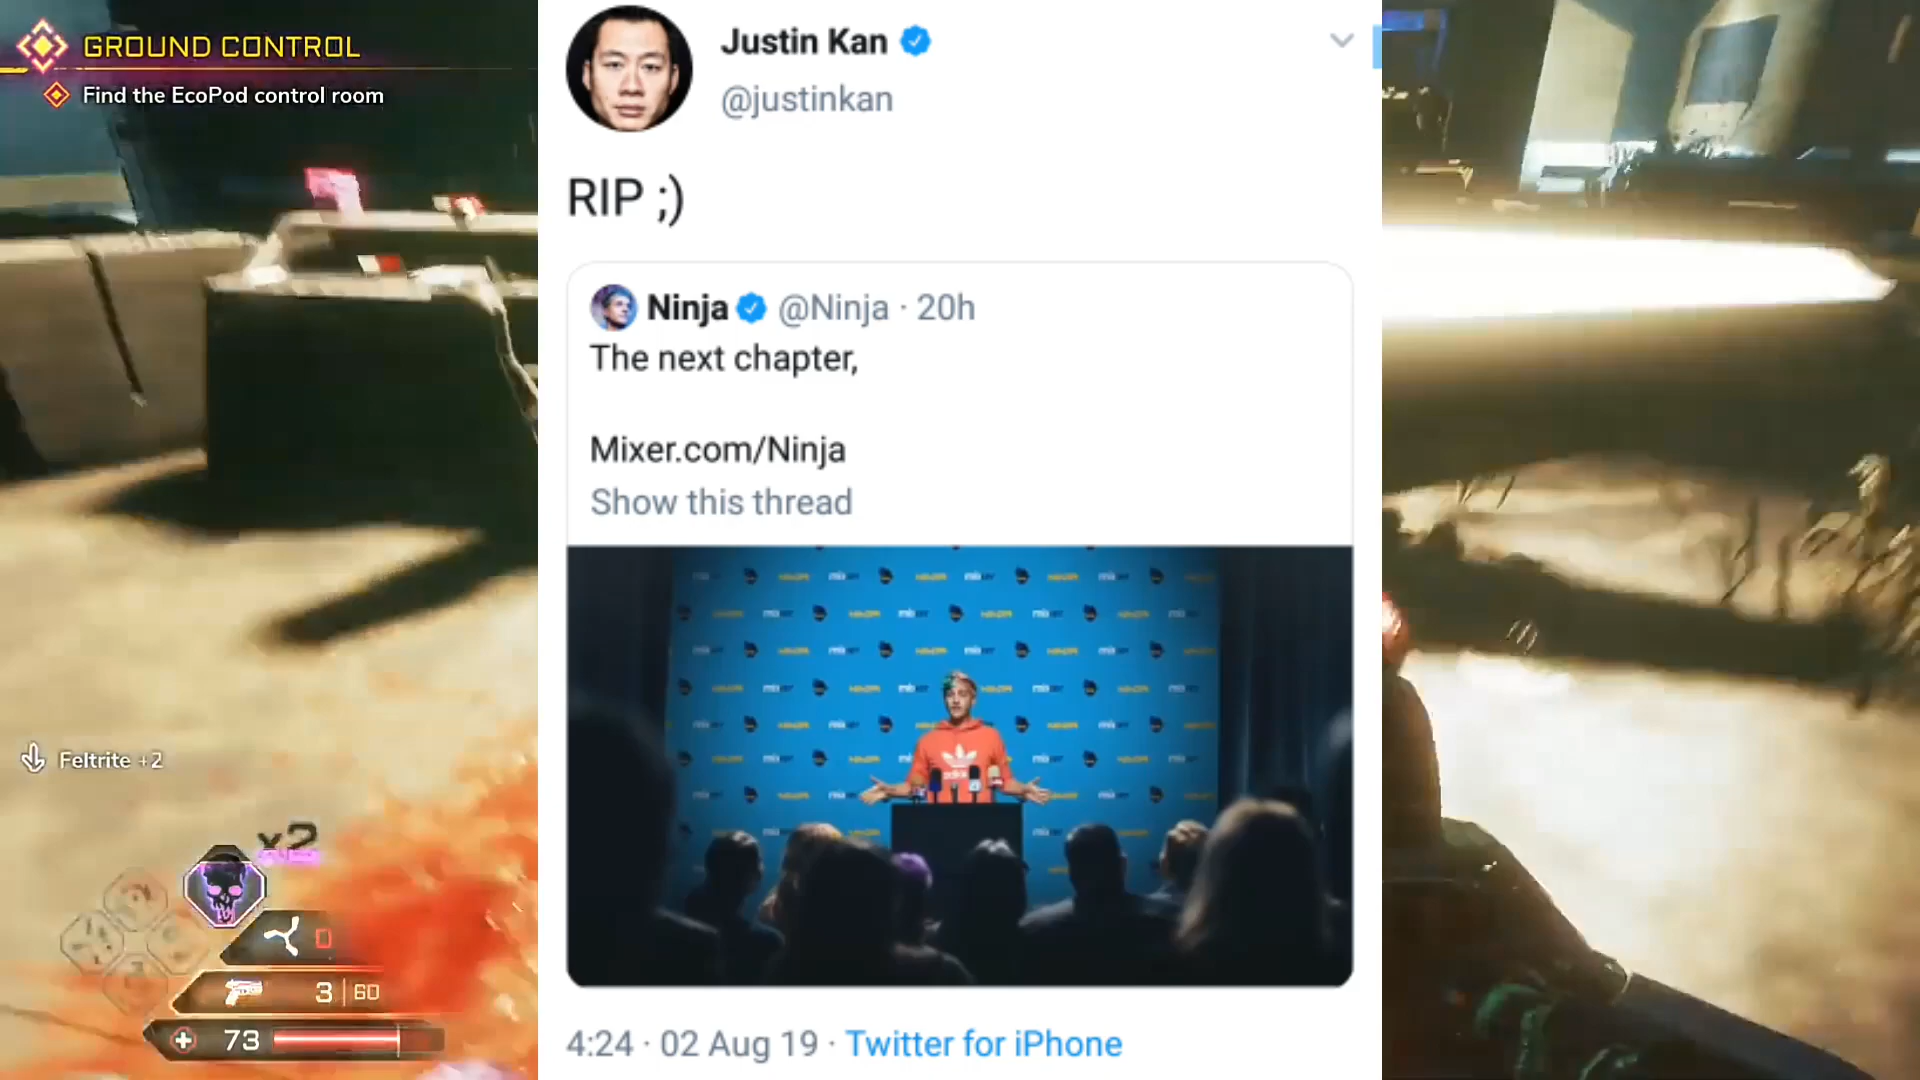 GROUND CONTROL
Find the EcoPod control room
Justin Kan
@justinkan
RIP ;)
Ninja @Ninja · 20h
The next chapter,
Mixer.com/Ninja
Show this thread
4:24 · 02 Aug 19 · Twitter for iPhone
Feltrite +2
x2
0
3 | 60
73